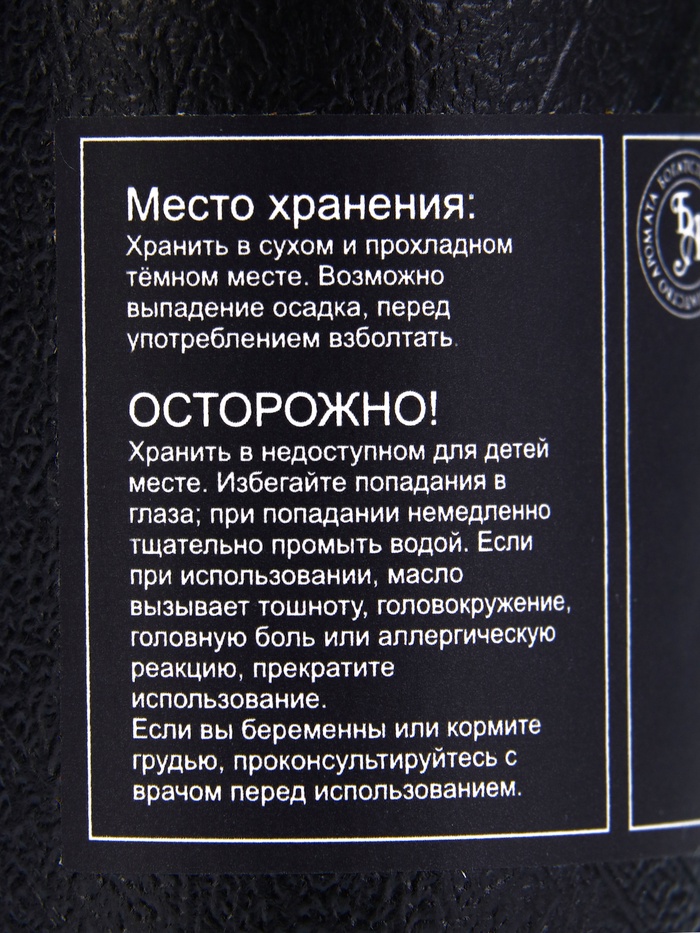 Место хранения:
Хранить в сухом и прохладном
тёмном месте. Возможно
выпадение осадка, перед
употреблением взболтать.
ОСТОРОЖНО!
Хранить в недоступном для детей
месте. Избегайте попадания в
глаза; при попадании немедленно
тщательно промыть водой. Если
при использовании, масло
вызывает тошноту, головокружение,
головную боль или аллергическую
реакцию, прекратите
использование.
Если вы беременны или кормите
грудью, проконсультируйтесь с
врачом перед использованием.
АРОМАТА